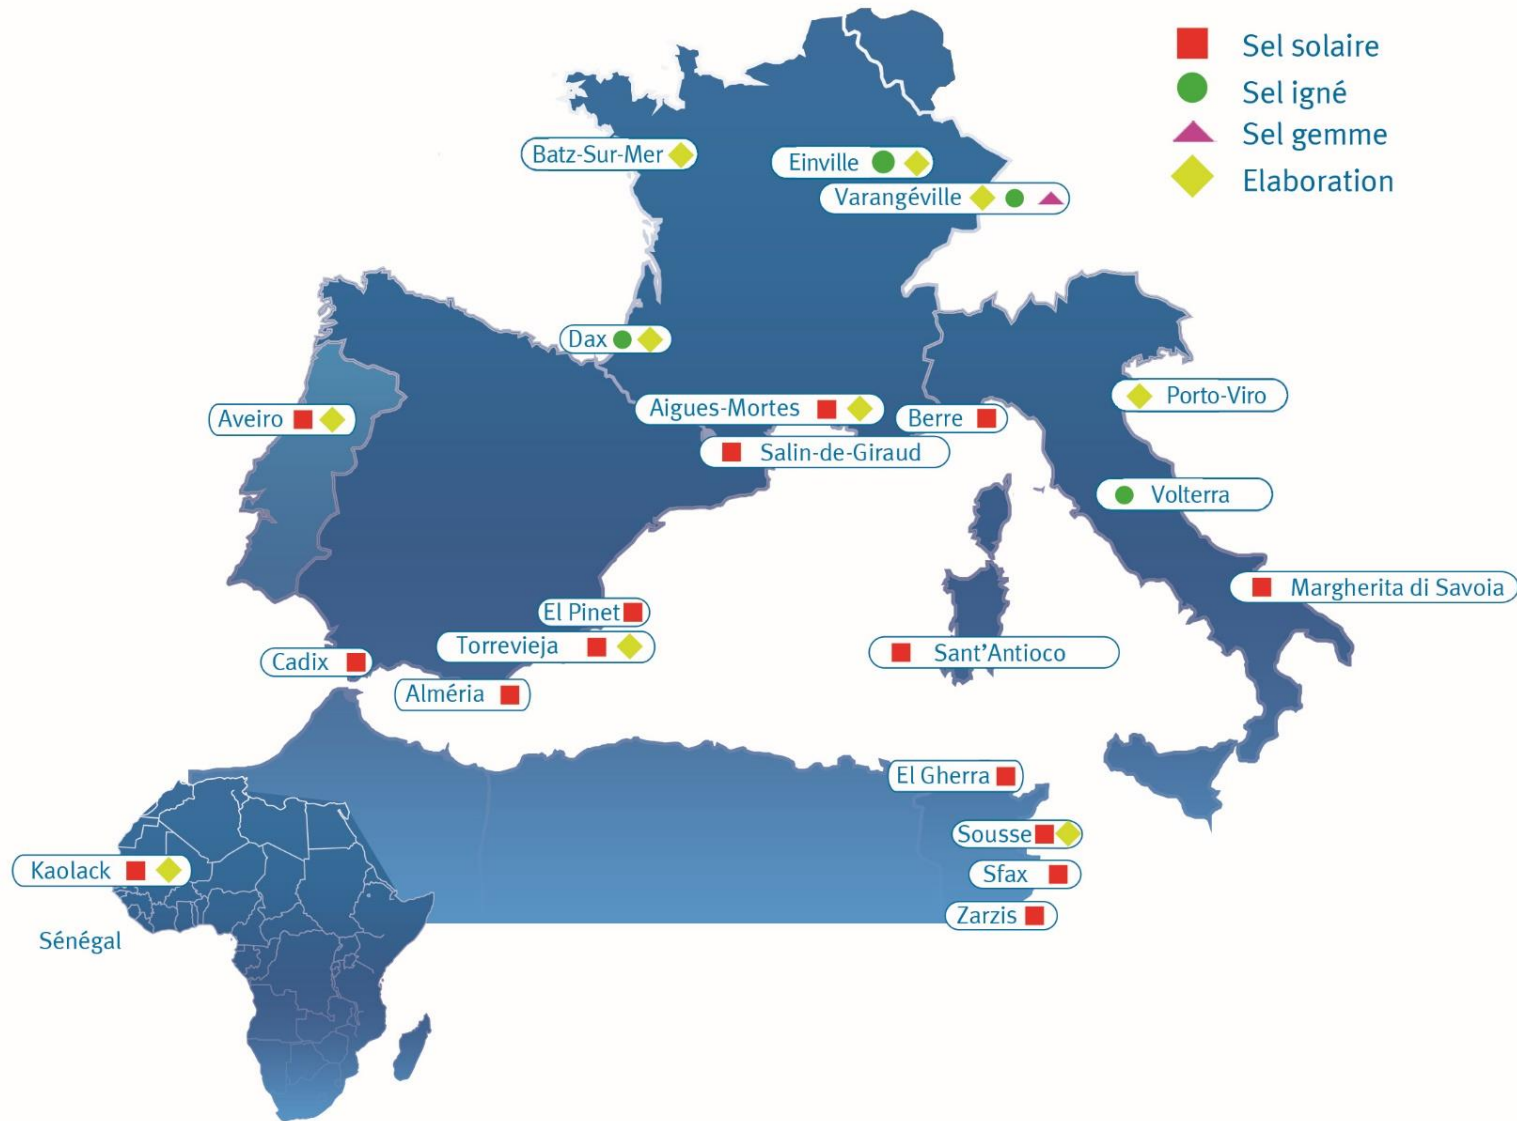 Sel solaire
Sel igné
Sel gemme
Elaboration
Batz-Sur-Mer
Einville
Varangéville
Dax
Aveiro
Aigues-Mortes
Berre
Porto-Viro
Salin-de-Giraud
Volterra
Margherita di Savoia
El Pinet
Torrevieja
Cadix
Sant'Antioco
Alméria
El Gherra
Sousse
Kaolack
Sfax
Zarzis
Sénégal